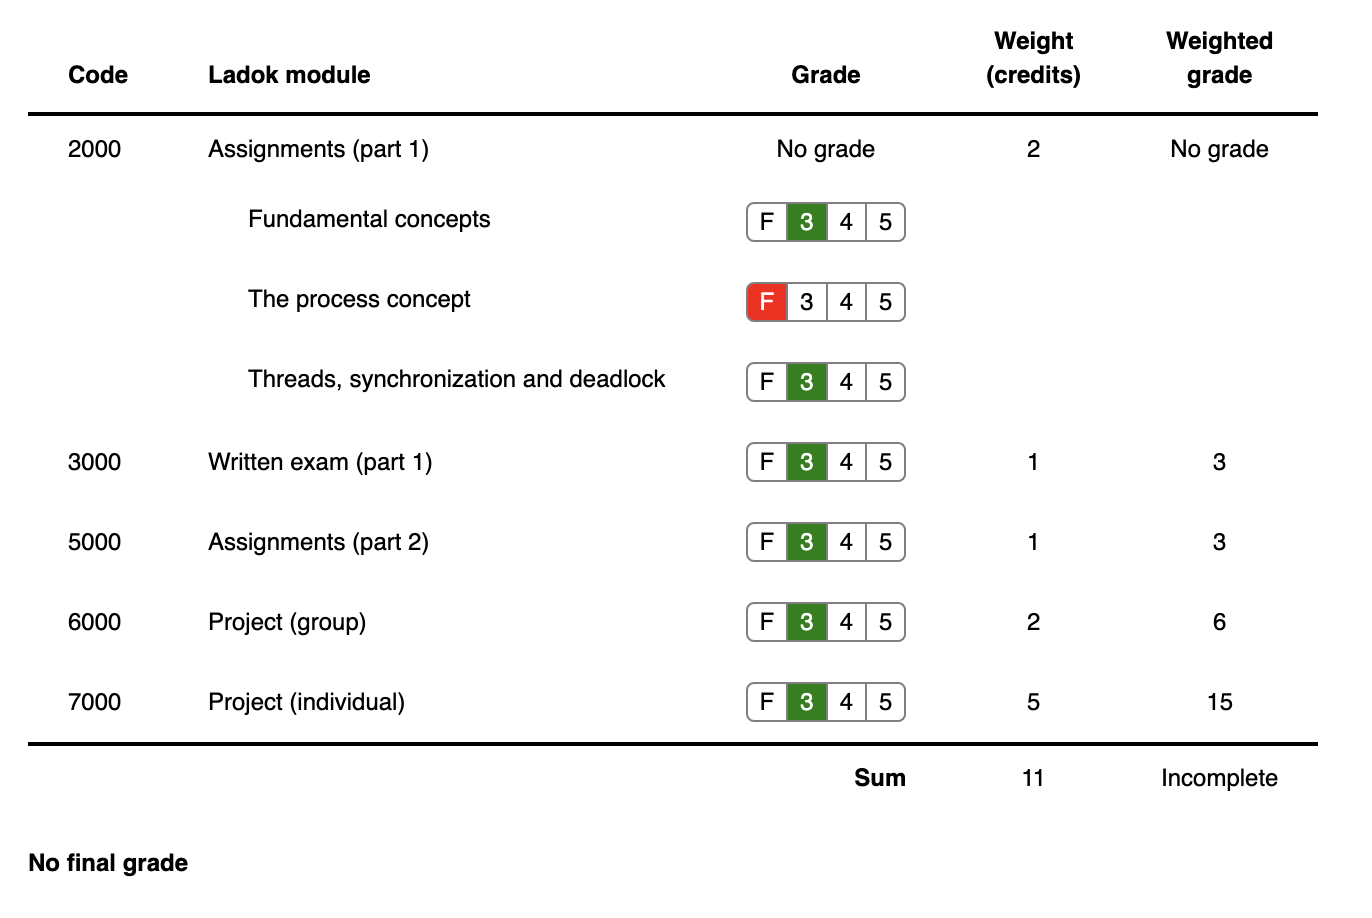 Code Ladok module Grade Weight (credits) Weighted grade
2000 Assignments (part 1) No grade 2 No grade
Fundamental concepts F 3 4 5
The process concept F 3 4 5
Threads, synchronization and deadlock F 3 4 5
3000 Written exam (part 1) F 3 4 5 1 3
5000 Assignments (part 2) F 3 4 5 1 3
6000 Project (group) F 3 4 5 2 6
7000 Project (individual) F 3 4 5 5 15
Sum 11 Incomplete
No final grade